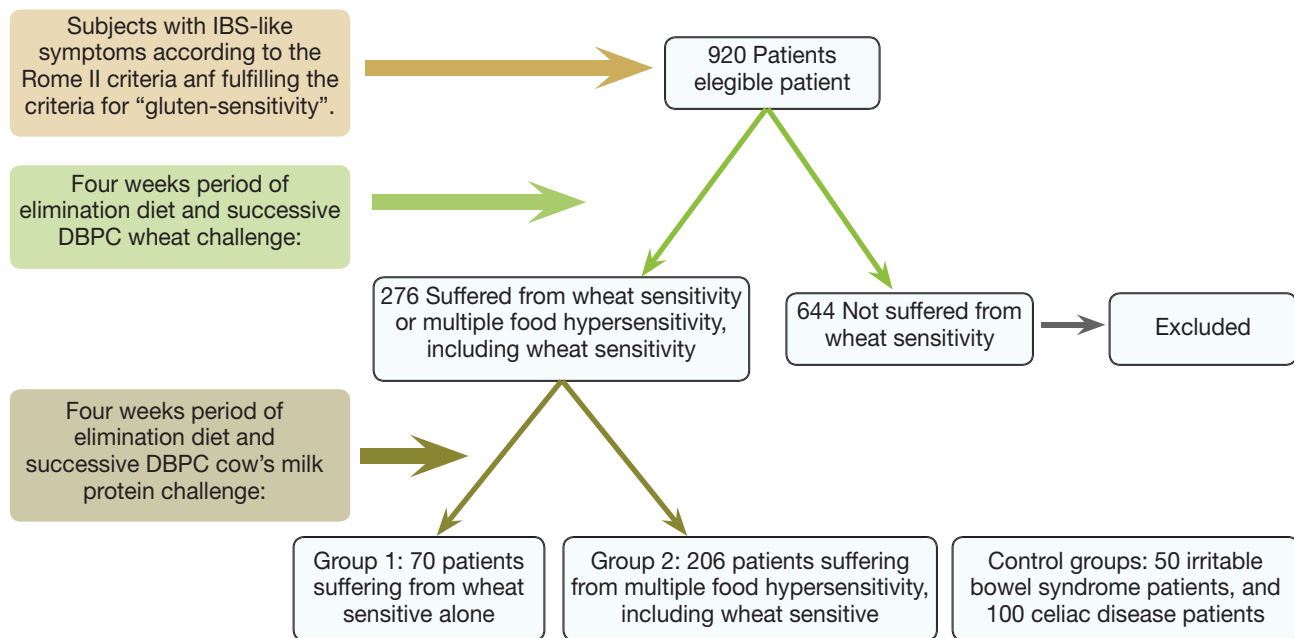 Subjects with IBS-like
symptoms according to the
Rome II criteria anf fulfilling the
criteria for “gluten-sensitivity”.
920 Patients
elegible patient
Four weeks period of
elimination diet and successive
DBPC wheat challenge:
276 Suffered from wheat sensitivity
or multiple food hypersensitivity,
including wheat sensitivity
644 Not suffered from
wheat sensitivity
Excluded
Four weeks period of
elimination diet and
successive DBPC cow's milk
protein challenge:
Group 1: 70 patients
suffering from wheat
sensitive alone
Group 2: 206 patients suffering
from multiple food hypersensitivity,
including wheat sensitive
Control groups: 50 irritable
bowel syndrome patients, and
100 celiac disease patients